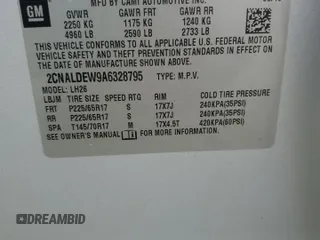 GM
BY CAMI AUTOMOTIVE INC.
GVWR GAWR FRT GAWR RR
2250 KG 1175 KG 1240 KG
4960 LB 2590 LB 2733 LB
THIS VEHICLE CONFORMS TO ALL APPLICABLE U.S. FEDERAL MOTOR
VEHICLE SAFETY, BUMPER, AND THEFT PREVENTION STANDARDS IN
EFFECT ON THE DATE OF MANUFACTURE SHOWN ABOVE.
2CNALDEW9A6328795 TYPE: M.P.V.
MODEL: LH26
LBJM TIRE SIZE SPEED RTG RIM COLD TIRE PRESSURE
FRT P225/65R17 S 17X7J 240KPA(35PSI)
RR P225/65R17 S 17X7J 240KPA(35PSI)
SPA T145/70R17 M 17X4.5T 420KPA(60PSI)
SEE OWNER'S MANUAL FOR ADDITIONAL INFORMATION.
DREAMBID